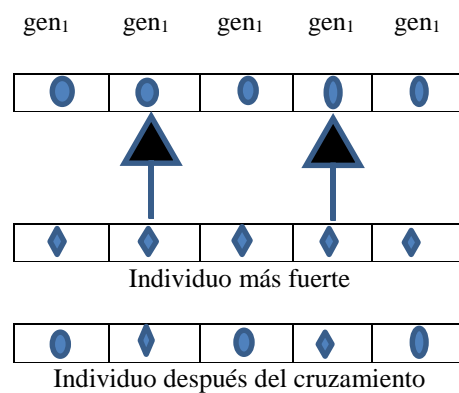 gen₁ gen₁ gen₁ gen₁ gen₁
Individuo más fuerte
Individuo después del cruzamiento